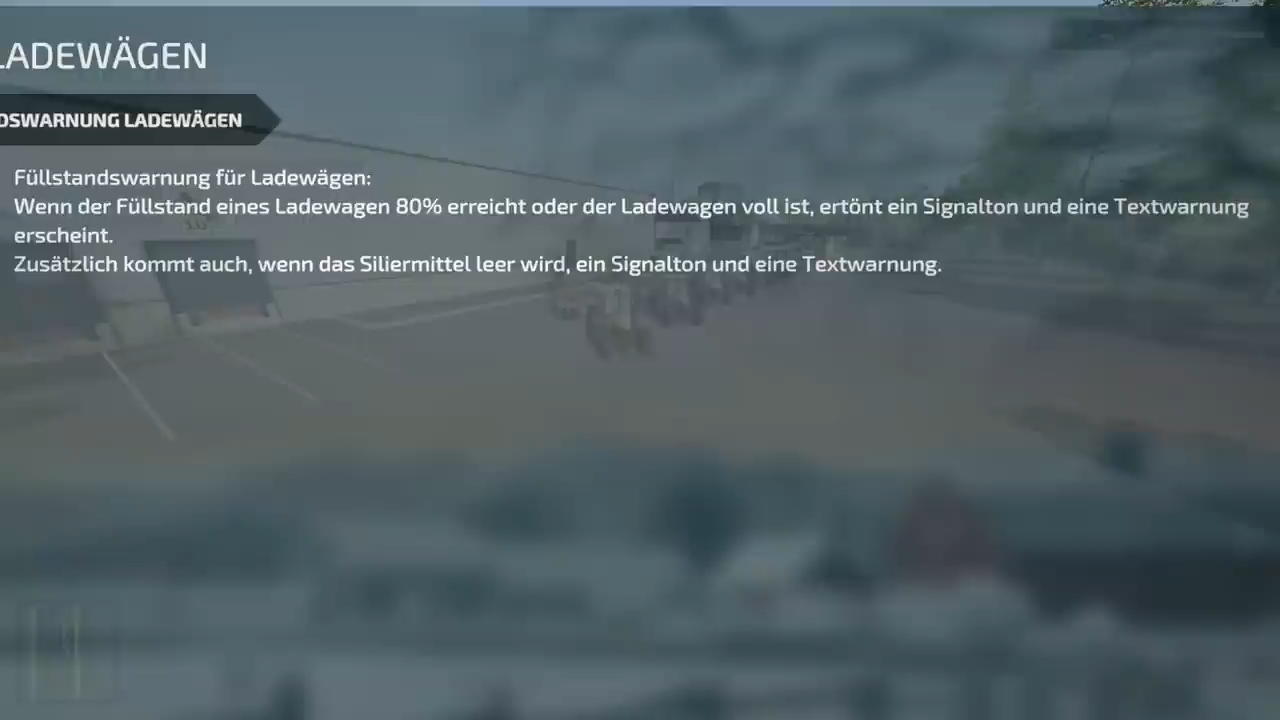 LADEWÄGEN
DSWARNUNG LADEWÄGEN
Füllstandswarnung für Ladewägen:
Wenn der Füllstand eines Ladewagen 80% erreicht oder der Ladewagen voll ist, ertönt ein Signalton und eine Textwarnung
erscheint.
Zusätzlich kommt auch, wenn das Siliermittel leer wird, ein Signalton und eine Textwarnung.